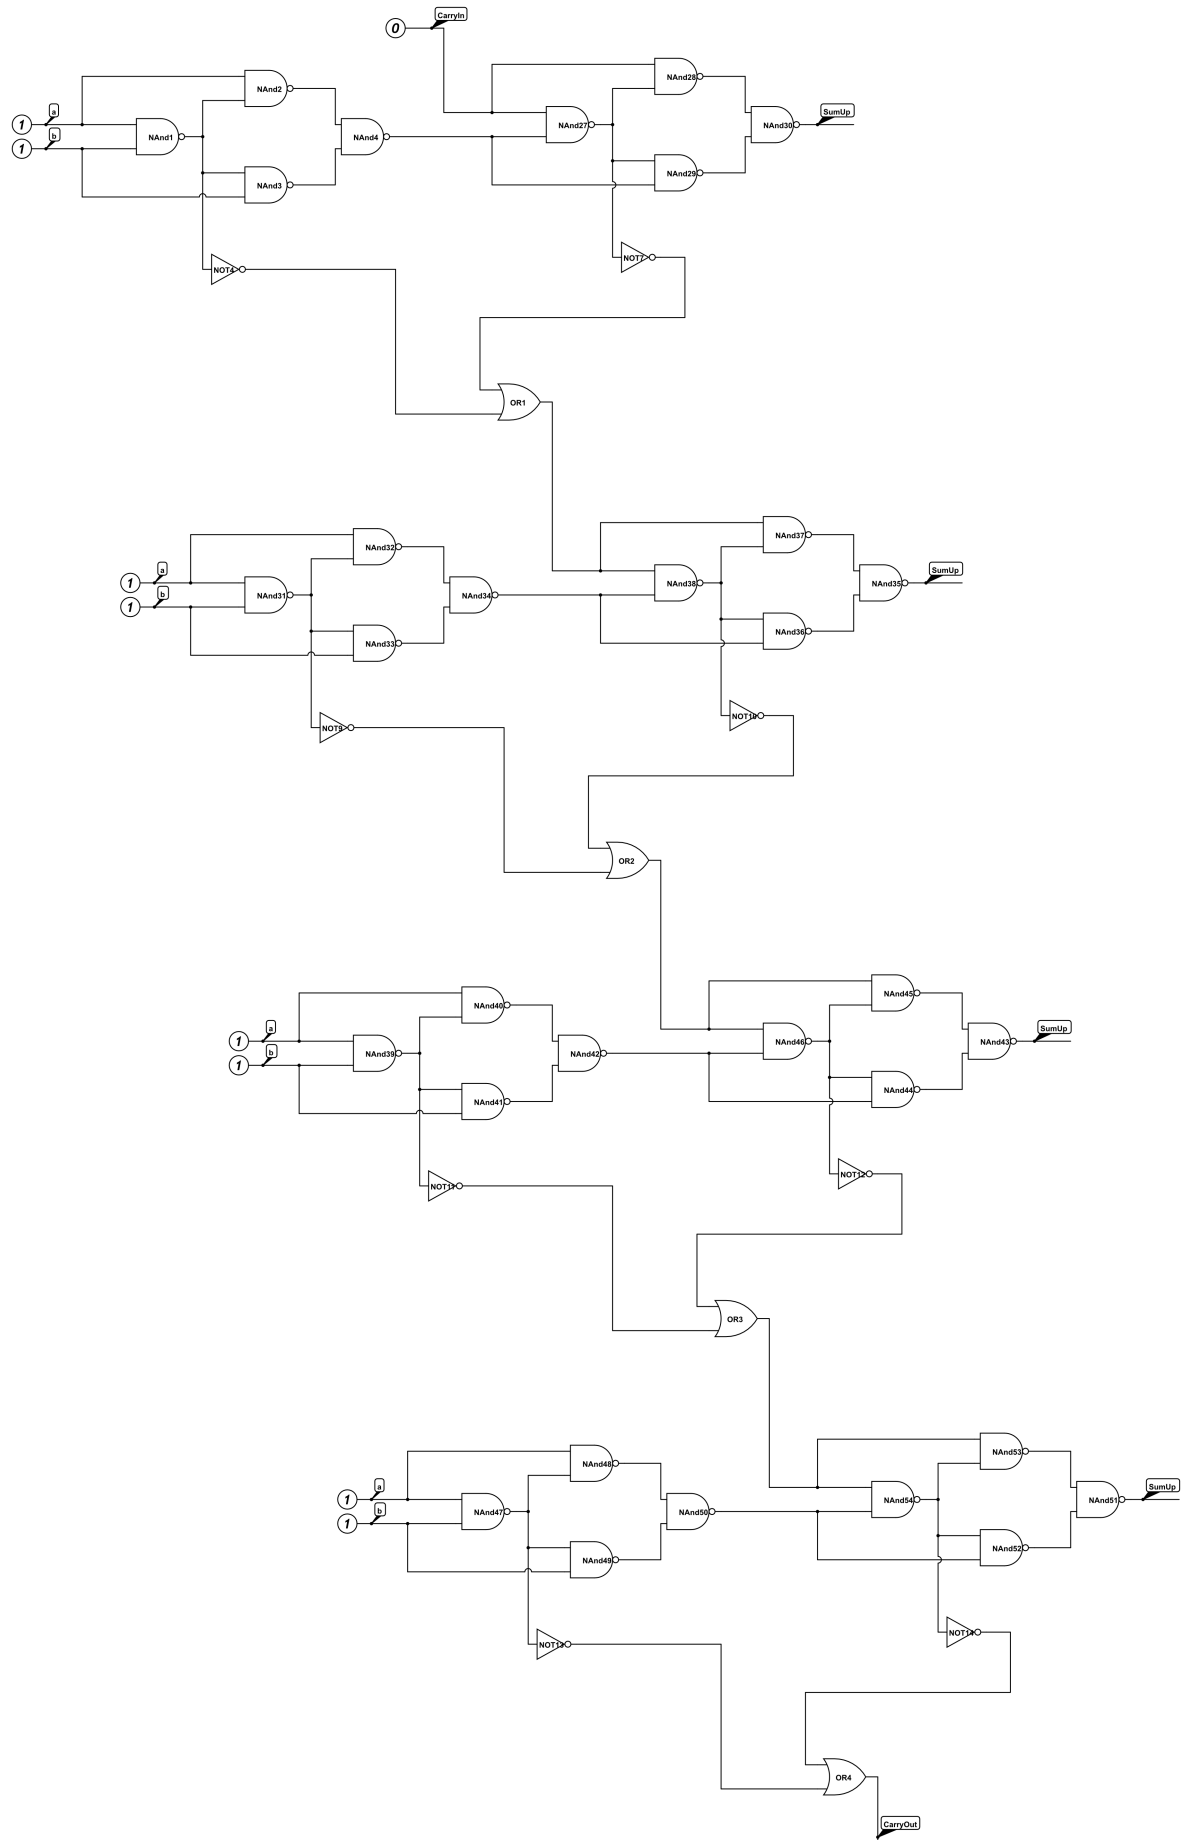 CarryIn
0
NAnd28
NAnd2
a
1
b
1
NAnd1
NAnd4
NAnd27
NAnd30
SumUp
NAnd3
NAnd29
NOT4
NOT7
OR1
NAnd37
NAnd32
a
1
b
1
NAnd31
NAnd34
NAnd38
NAnd35
SumUp
NAnd33
NAnd36
NOT9
NOT10
OR2
NAnd45
NAnd40
a
1
b
1
NAnd39
NAnd42
NAnd46
NAnd43
SumUp
NAnd41
NAnd44
NOT11
NOT12
OR3
NAnd53
NAnd48
a
1
b
1
NAnd47
NAnd50
NAnd54
NAnd51
SumUp
NAnd49
NAnd52
NOT13
NOT14
OR4
CarryOut